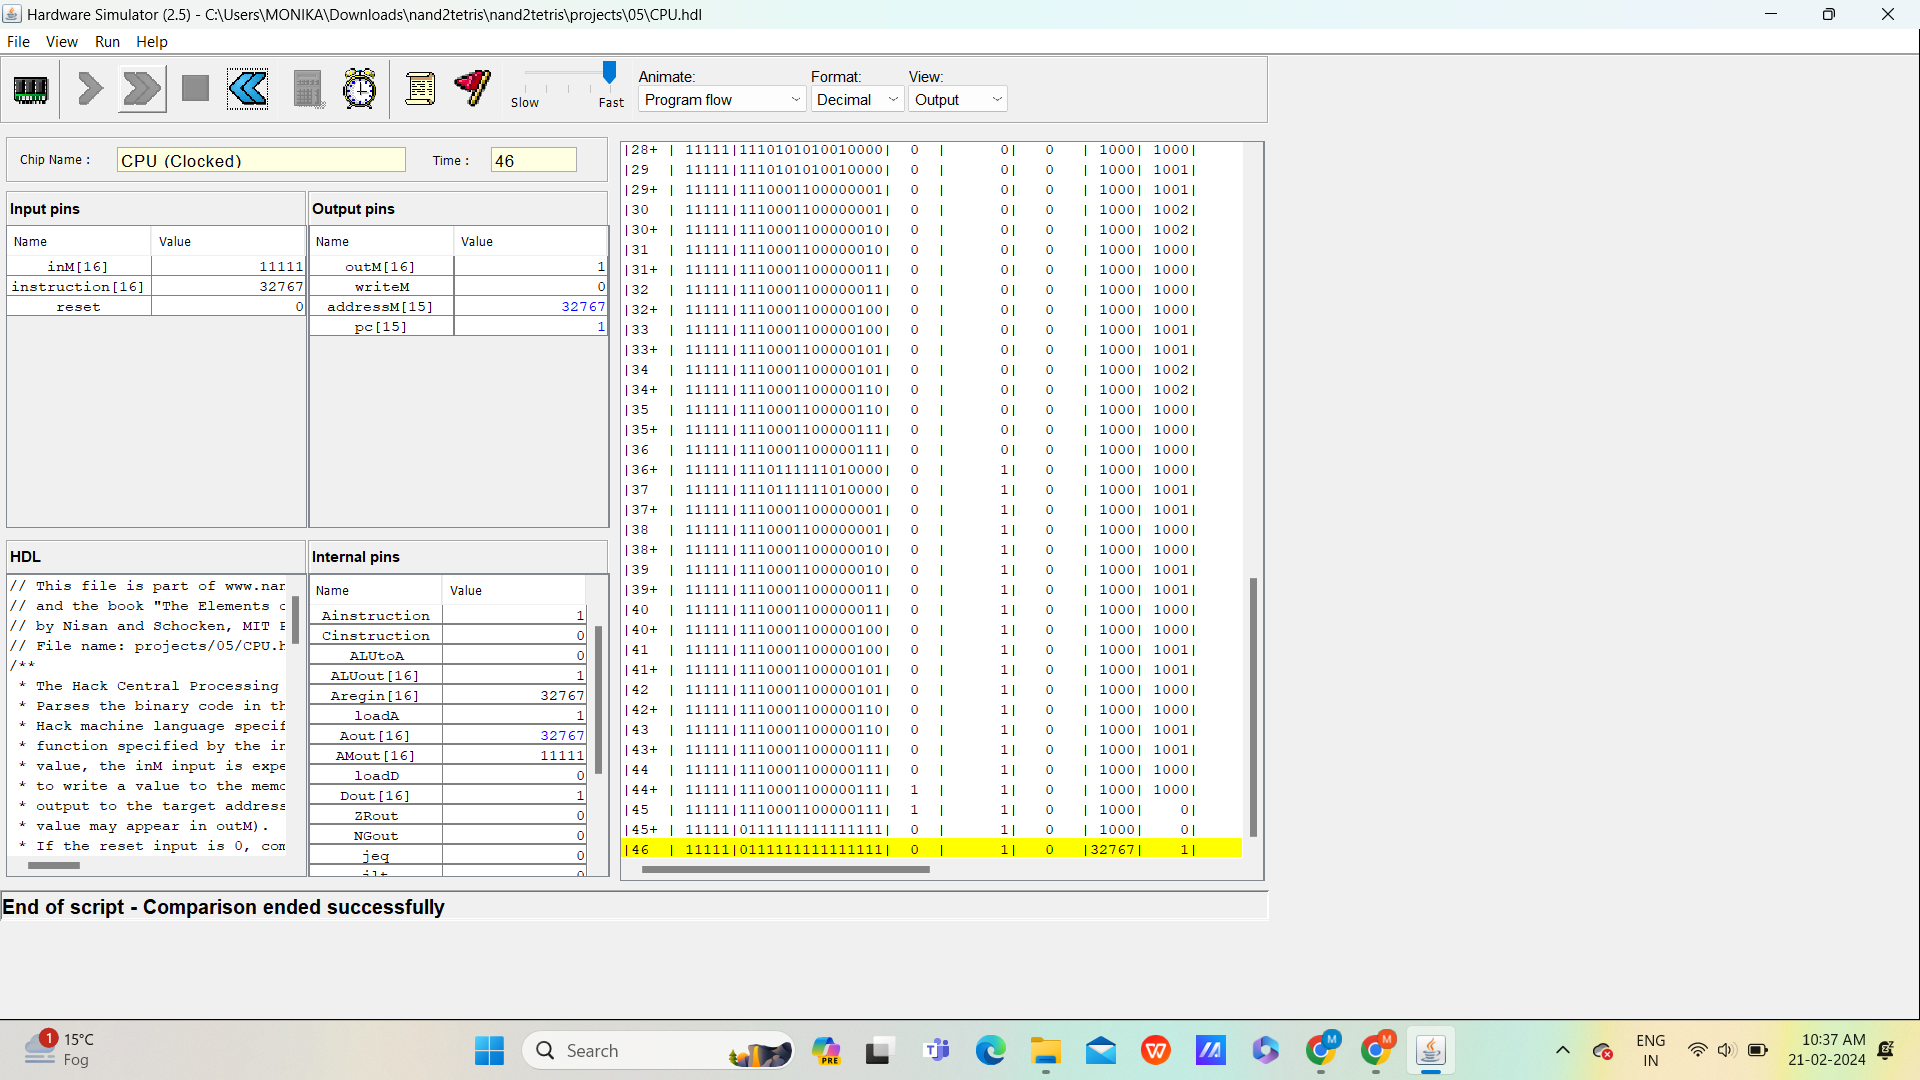 Hardware Simulator (2.5) - C:\Users\MONIKA\Downloads\nand2tetris\nand2tetris\projects\05\CPU.hdl
File View Run Help
Slow Fast
Animate: Format: View:
Program flow Decimal Output
Chip Name : CPU (Clocked) Time : 46
Input pins
Name Value
inM[16] 11111
instruction[16] 32767
reset 0
Output pins
Name Value
outM[16] 1
writeM 0
addressM[15] 32767
pc[15] 1
HDL
// This file is part of www.nan
// and the book "The Elements
// by Nisan and Schocken, MIT
// File name: projects/05/CPU.h
/**
* The Hack Central Processing
* Parses the binary code in th
* Hack machine language specif
* function specified by the in
* value, the inM input is expe
* to write a value to the memo
* output to the target address
* value may appear in outM).
* If the reset input is 0, com
Internal pins
Name Value
Ainstruction 1
Cinstruction 0
ALUtoA 0
ALUout[16] 1
Aregin[16] 32767
loadA 1
Aout[16] 32767
AMout[16] 11111
loadD 0
Dout[16] 1
ZRout 0
NGout 0
jeq 0
|28+ | 11111|1110101010010000| 0 | 0| 0 | 1000| 1000|
|29 | 11111|1110101010010000| 0 | 0| 0 | 1000| 1001|
|29+ | 11111|1110001100000001| 0 | 0| 0 | 1000| 1001|
|30 | 11111|1110001100000001| 0 | 0| 0 | 1000| 1002|
|30+ | 11111|1110001100000010| 0 | 0| 0 | 1000| 1002|
|31 | 11111|1110001100000010| 0 | 0| 0 | 1000| 1000|
|31+ | 11111|1110001100000011| 0 | 0| 0 | 1000| 1000|
|32 | 11111|1110001100000011| 0 | 0| 0 | 1000| 1000|
|32+ | 11111|1110001100000100| 0 | 0| 0 | 1000| 1000|
|33 | 11111|1110001100000100| 0 | 0| 0 | 1000| 1001|
|33+ | 11111|1110001100000101| 0 | 0| 0 | 1000| 1001|
|34 | 11111|1110001100000101| 0 | 0| 0 | 1000| 1002|
|34+ | 11111|1110001100000110| 0 | 0| 0 | 1000| 1002|
|35 | 11111|1110001100000110| 0 | 0| 0 | 1000| 1000|
|35+ | 11111|1110001100000111| 0 | 0| 0 | 1000| 1000|
|36 | 11111|1110001100000111| 0 | 0| 0 | 1000| 1000|
|36+ | 11111|1110111111010000| 0 | 1| 0 | 1000| 1000|
|37 | 11111|1110111111010000| 0 | 1| 0 | 1000| 1001|
|37+ | 11111|1110001100000001| 0 | 1| 0 | 1000| 1001|
|38 | 11111|1110001100000001| 0 | 1| 0 | 1000| 1000|
|38+ | 11111|1110001100000010| 0 | 1| 0 | 1000| 1000|
|39 | 11111|1110001100000010| 0 | 1| 0 | 1000| 1001|
|39+ | 11111|1110001100000011| 0 | 1| 0 | 1000| 1001|
|40 | 11111|1110001100000011| 0 | 1| 0 | 1000| 1000|
|40+ | 11111|1110001100000100| 0 | 1| 0 | 1000| 1000|
|41 | 11111|1110001100000100| 0 | 1| 0 | 1000| 1001|
|41+ | 11111|1110001100000101| 0 | 1| 0 | 1000| 1001|
|42 | 11111|1110001100000101| 0 | 1| 0 | 1000| 1000|
|42+ | 11111|1110001100000110| 0 | 1| 0 | 1000| 1000|
|43 | 11111|1110001100000110| 0 | 1| 0 | 1000| 1001|
|43+ | 11111|1110001100000111| 0 | 1| 0 | 1000| 1001|
|44 | 11111|1110001100000111| 0 | 1| 0 | 1000| 1000|
|44+ | 11111|1110001100000111| 1 | 1| 0 | 1000| 1000|
|45 | 11111|1110001100000111| 1 | 1| 0 | 1000| 0|
|45+ | 11111|0111111111111111| 0 | 1| 0 | 1000| 0|
|46 | 11111|0111111111111111| 0 | 1| 0 |32767| 1|
End of script - Comparison ended successfully
1 15°C
Fog
Search
PRE
M
M
ENG
IN
10:37 AM
21-02-2024